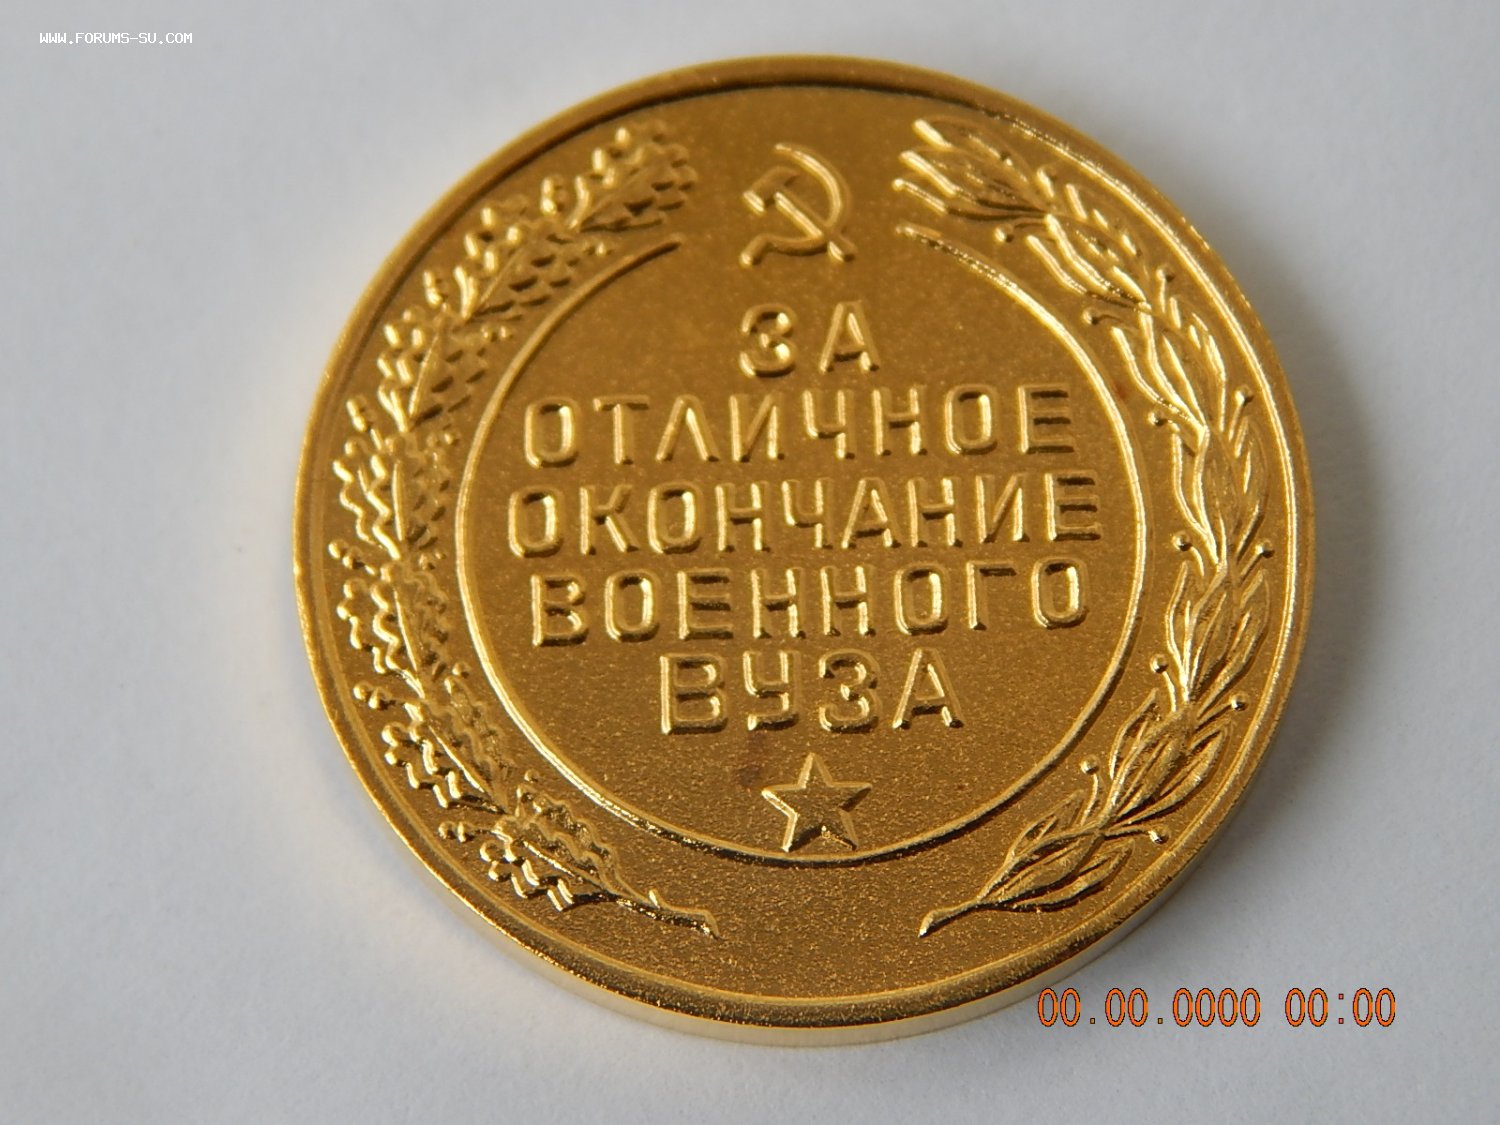 WWW.FORUMS-SU.COM
ЗА
ОТЛИЧНОЕ
ОКОНЧАНИЕ
ВОЕННОГО
ВУЗА
00.00.0000 00:00